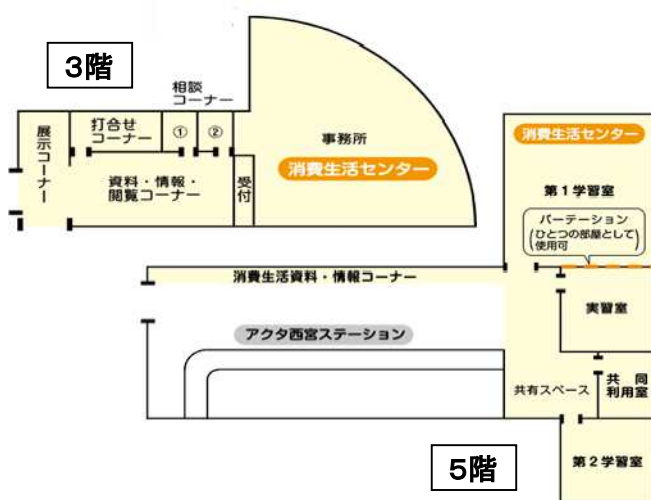 3階
相談
コーナー
打合せ
コーナー
①
②
展示コーナー
資料・情報・
閲覧コーナー
受付
事務所
消費生活センター
消費生活センター
第1学習室
パーテーション
(ひとつの部屋として
使用可)
消費生活資料・情報コーナー
実習室
アクタ西宮ステーション
共有スペース
共同
利用室
5階
第2学習室